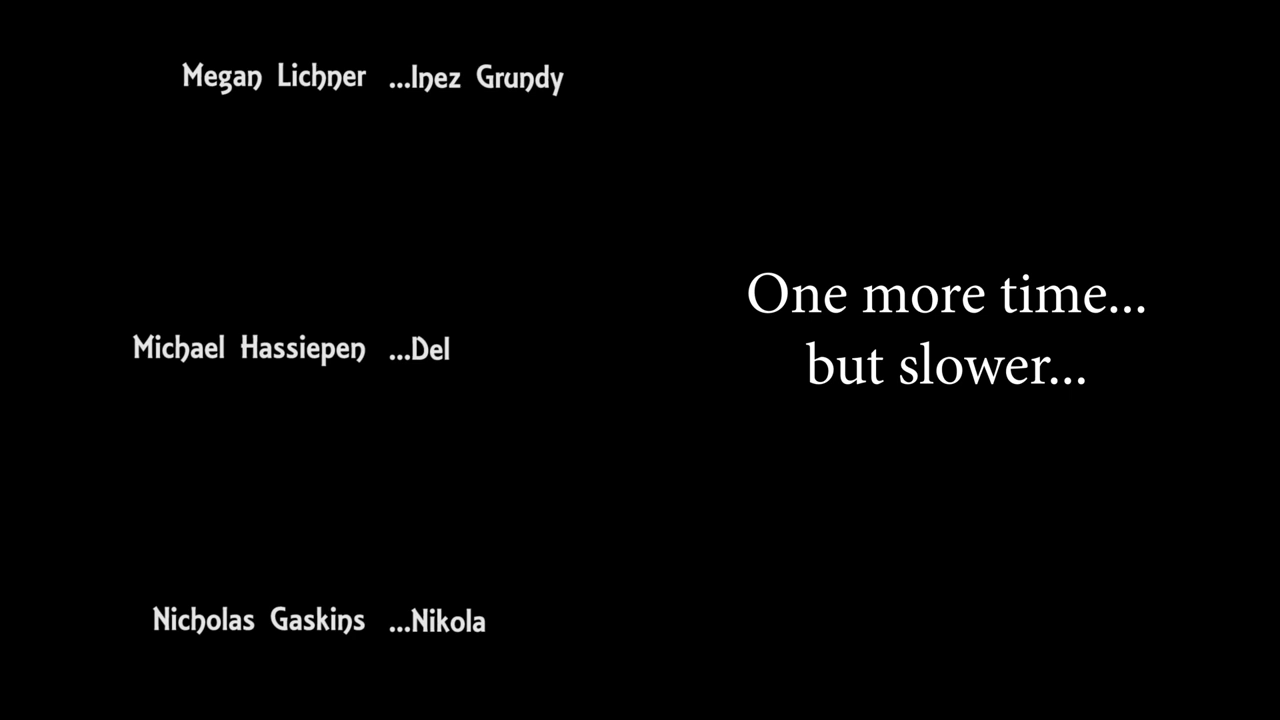 Megan Lichner ...Inez Grundy
One more time...
but slower...
Michael Hassiepen ...Del
Nicholas Gaskins ...Nikola